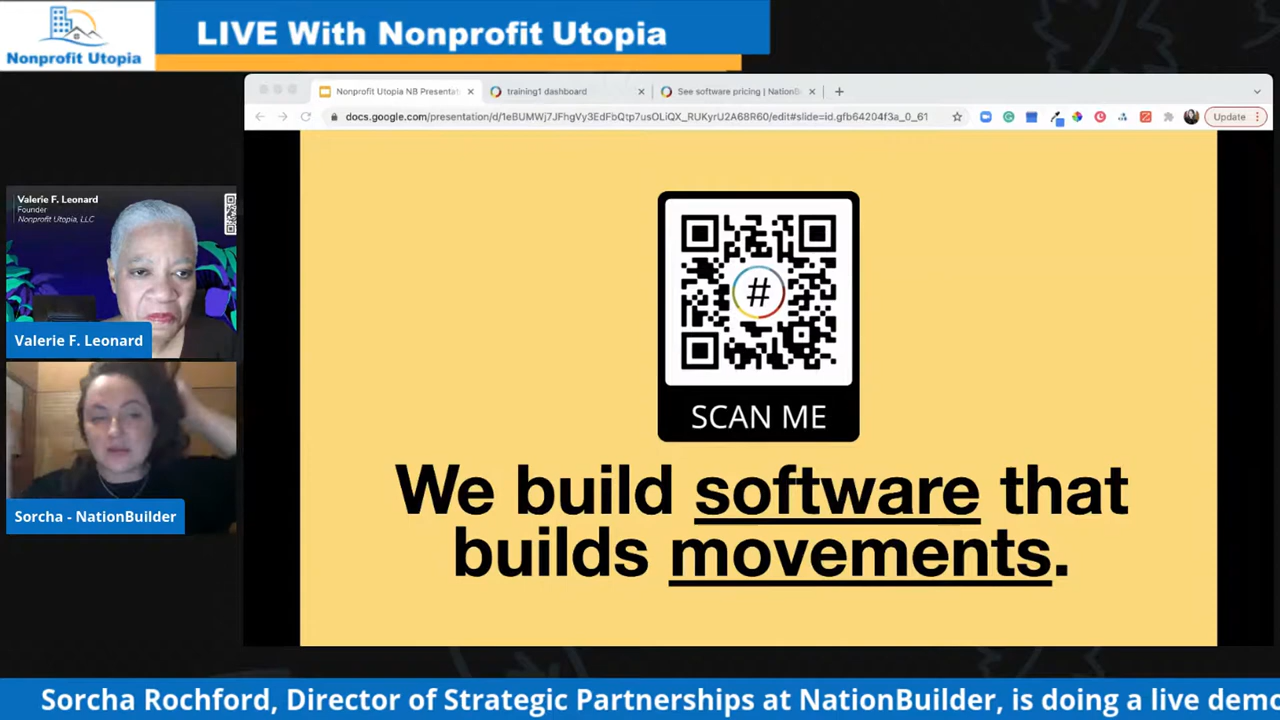 LIVE With Nonprofit Utopia
Nonprofit Utopia
Nonprofit Utopia NB Presentat
training1 dashboard
See software pricing | NationB
docs.google.com/presentation/d/1eBUMWj7JFhgVy3EdFbQtp7usOLiQX_RUKyrU2A68R60/edit#slide=id.gfb64204f3a_0_61
Update
Valerie F. Leonard
Founder
Nonprofit Utopia, LLC
Valerie F. Leonard
Sorcha - NationBuilder
#
SCAN ME
We build software that
builds movements.
Sorcha Rochford, Director of Strategic Partnerships at NationBuilder, is doing a live demo